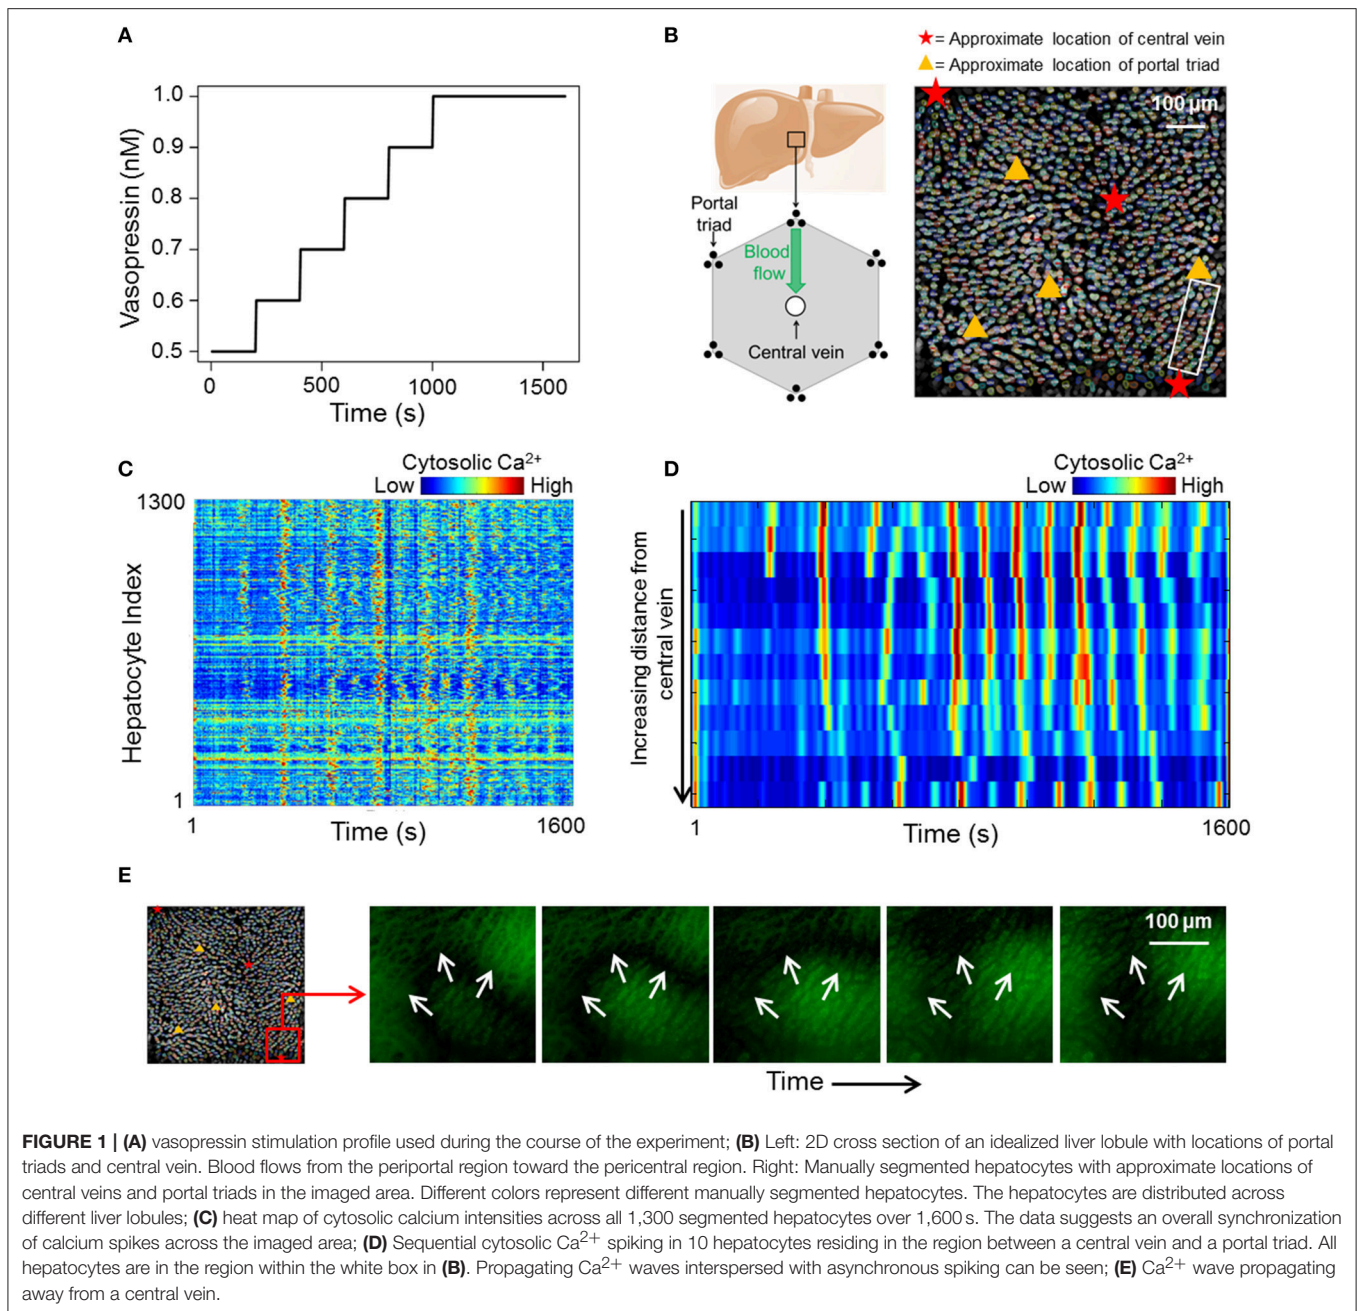 A
1.0
0.9
0.8
0.7
0.6
0.5
Vasopressin (nM)
0
500
1000
1500
Time (s)
B
★= Approximate location of central vein
▲= Approximate location of portal triad
100 µm
Portal
triad
Blood
flow
Central vein
C
Cytosolic Ca²⁺
Low
High
1300
Hepatocyte Index
1
1
Time (s)
1600
D
Cytosolic Ca²⁺
Low
High
Increasing distance from
central vein
1
Time (s)
1600
E
100 µm
Time
FIGURE 1 | (A) vasopressin stimulation profile used during the course of the experiment; (B) Left: 2D cross section of an idealized liver lobule with locations of portal
triads and central vein. Blood flows from the periportal region toward the pericentral region. Right: Manually segmented hepatocytes with approximate locations of
central veins and portal triads in the imaged area. Different colors represent different manually segmented hepatocytes. The hepatocytes are distributed across
different liver lobules; (C) heat map of cytosolic calcium intensities across all 1,300 segmented hepatocytes over 1,600 s. The data suggests an overall synchronization
of calcium spikes across the imaged area; (D) Sequential cytosolic Ca²⁺ spiking in 10 hepatocytes residing in the region between a central vein and a portal triad. All
hepatocytes are in the region within the white box in (B). Propagating Ca²⁺ waves interspersed with asynchronous spiking can be seen; (E) Ca²⁺ wave propagating
away from a central vein.